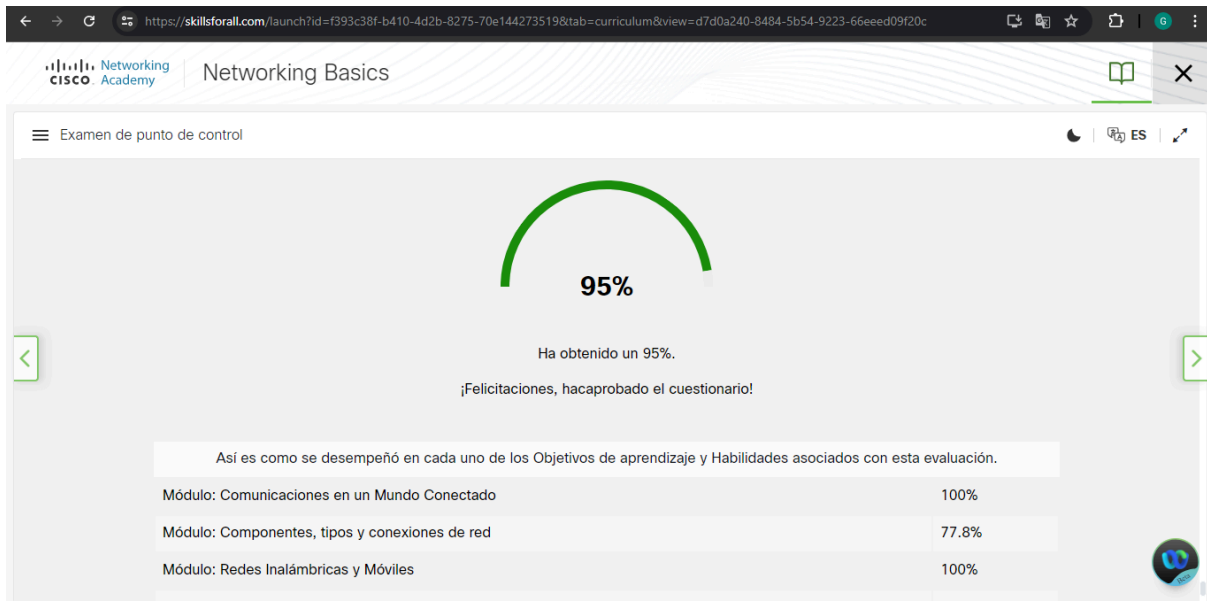 https://skillsforall.com/launch?id=f393c38f-b410-4d2b-8275-70e144273519&tab=curriculum&view=d7d0a240-8484-5b54-9223-66eeed09f20c
G
Networking
CISCO. Academy
Networking Basics
Examen de punto de control
ES
95%
Ha obtenido un 95%.
¡Felicitaciones, hacaprobado el cuestionario!
Así es como se desempeñó en cada uno de los Objetivos de aprendizaje y Habilidades asociados con esta evaluación.
Módulo: Comunicaciones en un Mundo Conectado 100%
Módulo: Componentes, tipos y conexiones de red 77.8%
Módulo: Redes Inalámbricas y Móviles 100%
Beta